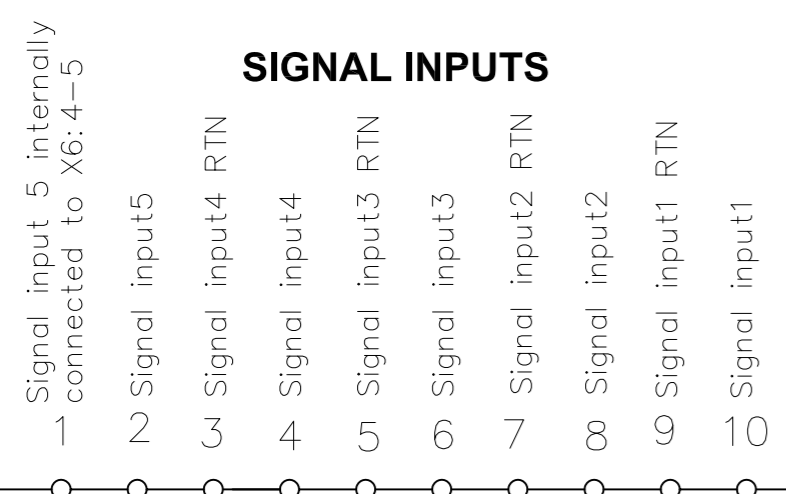 SIGNAL INPUTS
Signal input 5 internally
connected to X6:4-5
Signal input5
Signal input4 RTN
Signal input4
Signal input3 RTN
Signal input3
Signal input2 RTN
Signal input2
Signal input1 RTN
Signal input1
1 2 3 4 5 6 7 8 9 10